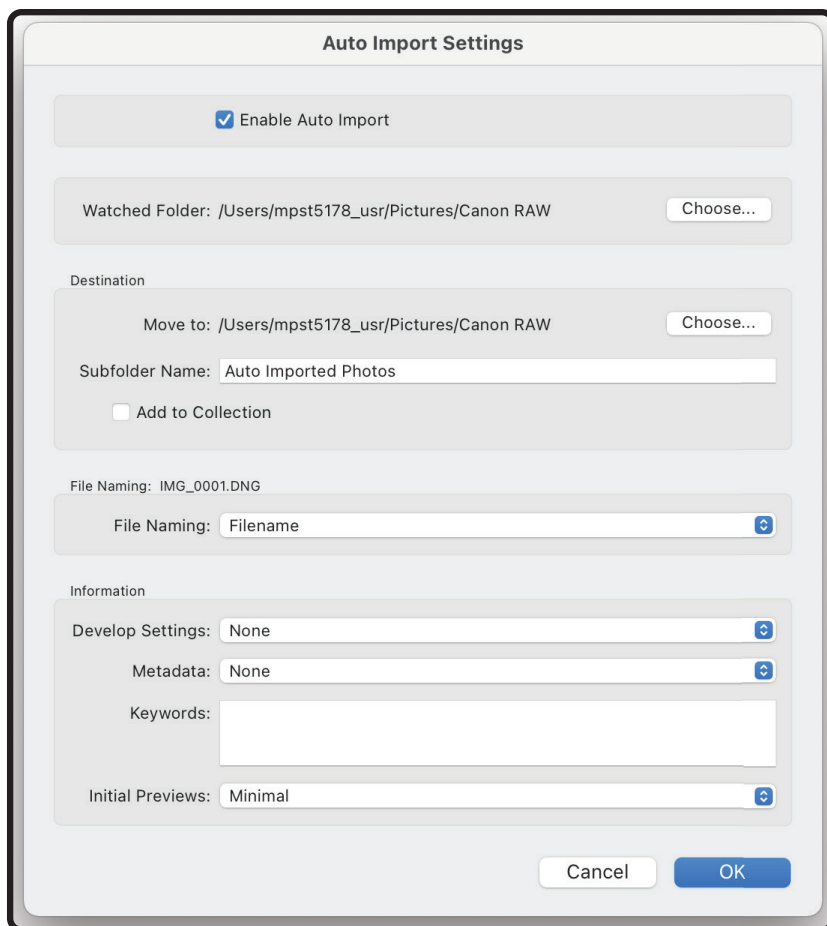 Auto Import Settings
Enable Auto Import
Watched Folder: /Users/mpst5178_usr/Pictures/Canon RAW Choose...
Destination
Move to: /Users/mpst5178_usr/Pictures/Canon RAW Choose...
Subfolder Name: Auto Imported Photos
Add to Collection
File Naming: IMG_0001.DNG
File Naming: Filename
Information
Develop Settings: None
Metadata: None
Keywords:
Initial Previews: Minimal
Cancel OK